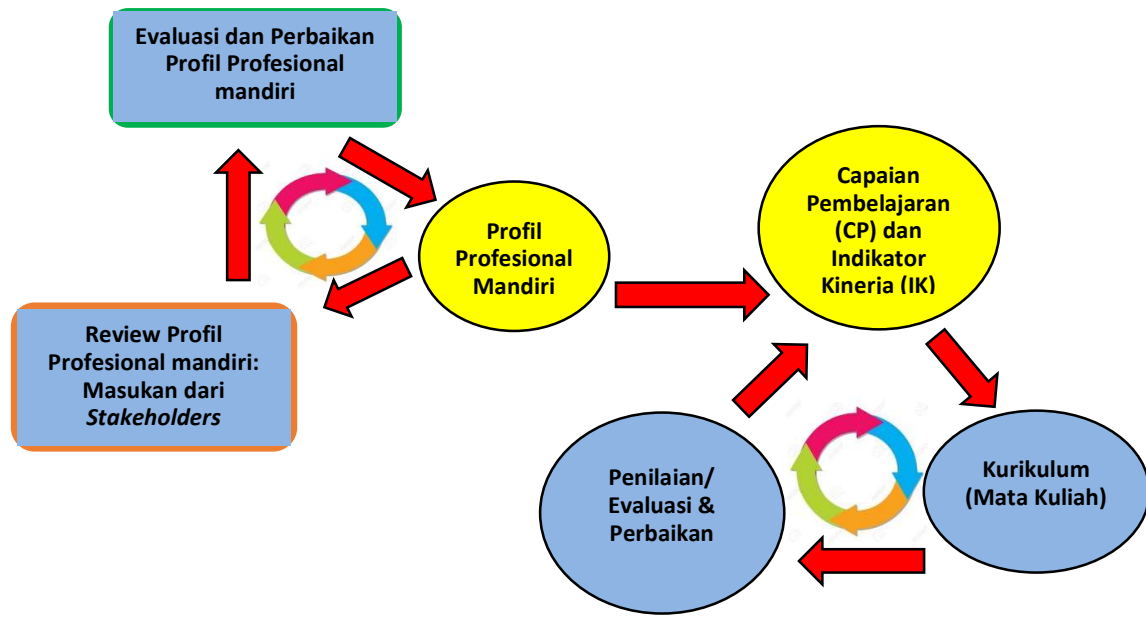 Evaluasi dan Perbaikan
Profil Profesional
mandiri
Profil
Profesional
Mandiri
Review Profil
Profesional mandiri:
Masukan dari
Stakeholders
Capaian
Pembelajaran
(CP) dan
Indikator
Kinerja (IK)
Kurikulum
(Mata Kuliah)
Penilaian/
Evaluasi &
Perbaikan